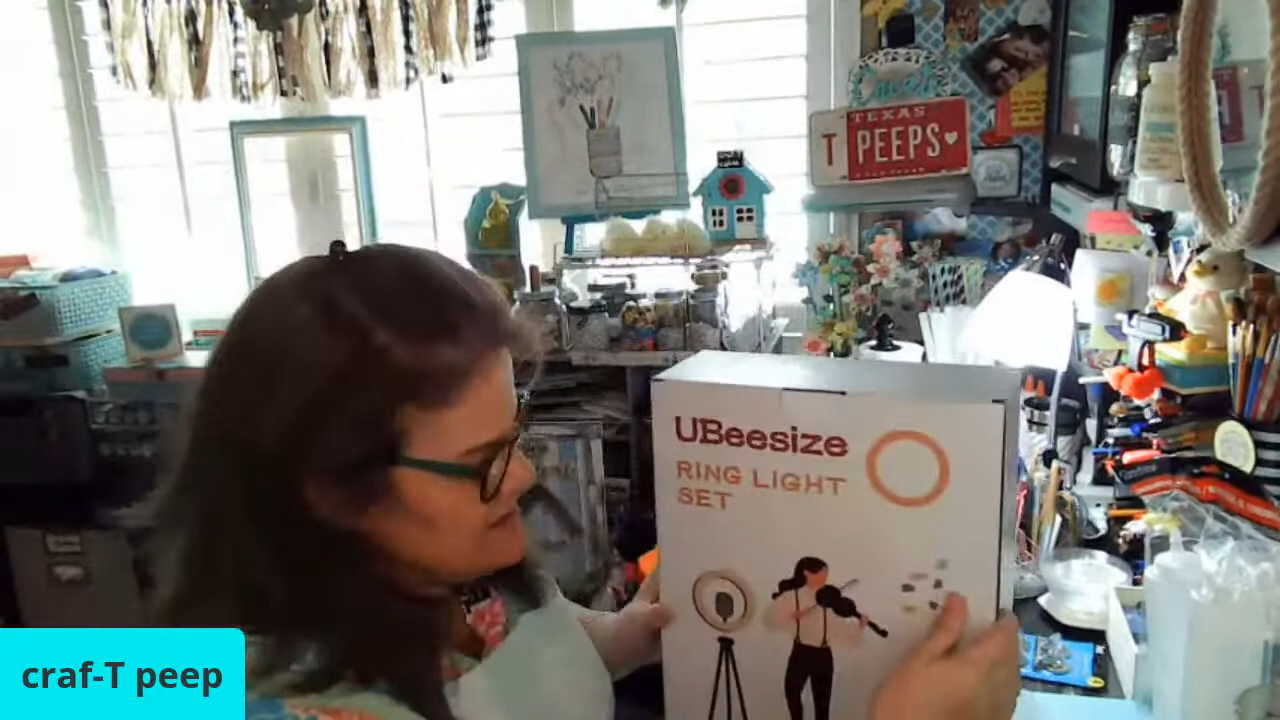 TEXAS
T PEEPS
UBeesize
RING LIGHT
SET
craf-T peep